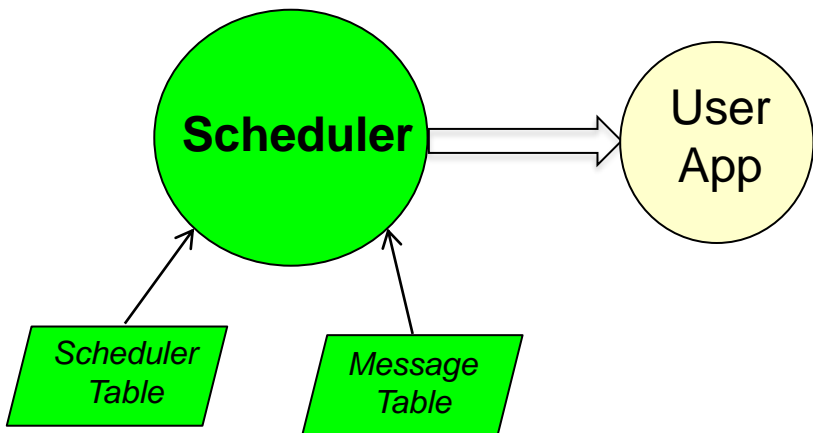 Scheduler
User
App
Scheduler
Table
Message
Table